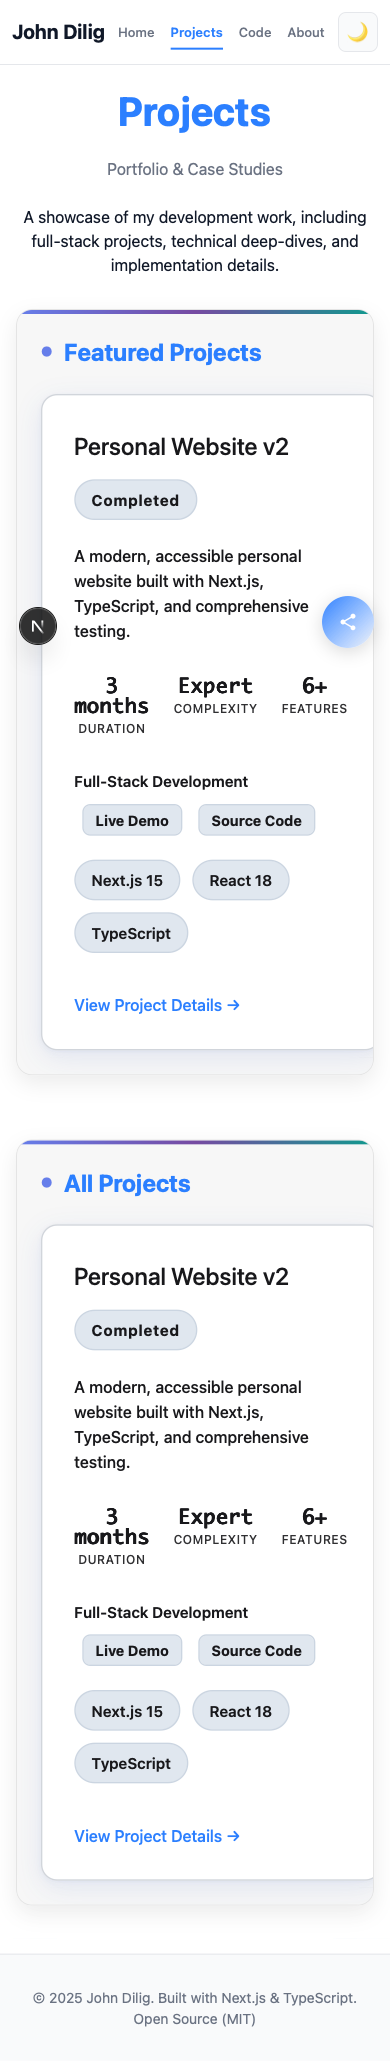 John Dilig Home Projects Code About
Projects
Portfolio & Case Studies
A showcase of my development work, including
full-stack projects, technical deep-dives, and
implementation details.
Featured Projects
Personal Website v2
Completed
A modern, accessible personal
website built with Next.js,
TypeScript, and comprehensive
testing.
N
3 months Expert 6+
DURATION COMPLEXITY FEATURES
Full-Stack Development
Live Demo Source Code
Next.js 15 React 18
TypeScript
View Project Details →
All Projects
Personal Website v2
Completed
A modern, accessible personal
website built with Next.js,
TypeScript, and comprehensive
testing.
3 months Expert 6+
DURATION COMPLEXITY FEATURES
Full-Stack Development
Live Demo Source Code
Next.js 15 React 18
TypeScript
View Project Details →
© 2025 John Dilig. Built with Next.js & TypeScript.
Open Source (MIT)